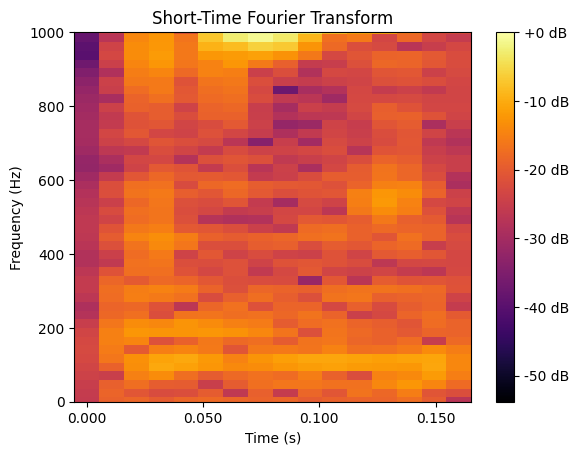 Short-Time Fourier Transform
1000
800
600
400
200
0
Frequency (Hz)
0.000
0.050
0.100
0.150
Time (s)
+0 dB
-10 dB
-20 dB
-30 dB
-40 dB
-50 dB